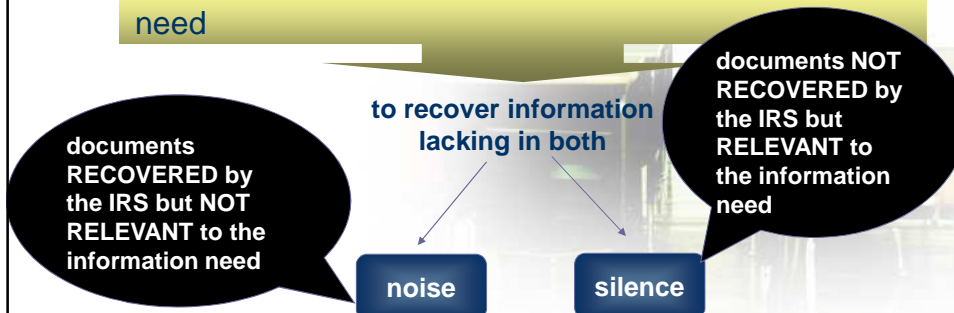 need
to recover information
lacking in both
documents
RECOVERED by
the IRS but NOT
RELEVANT to the
information need
documents NOT
RECOVERED by
the IRS but
RELEVANT to
the information
need
noise
silence